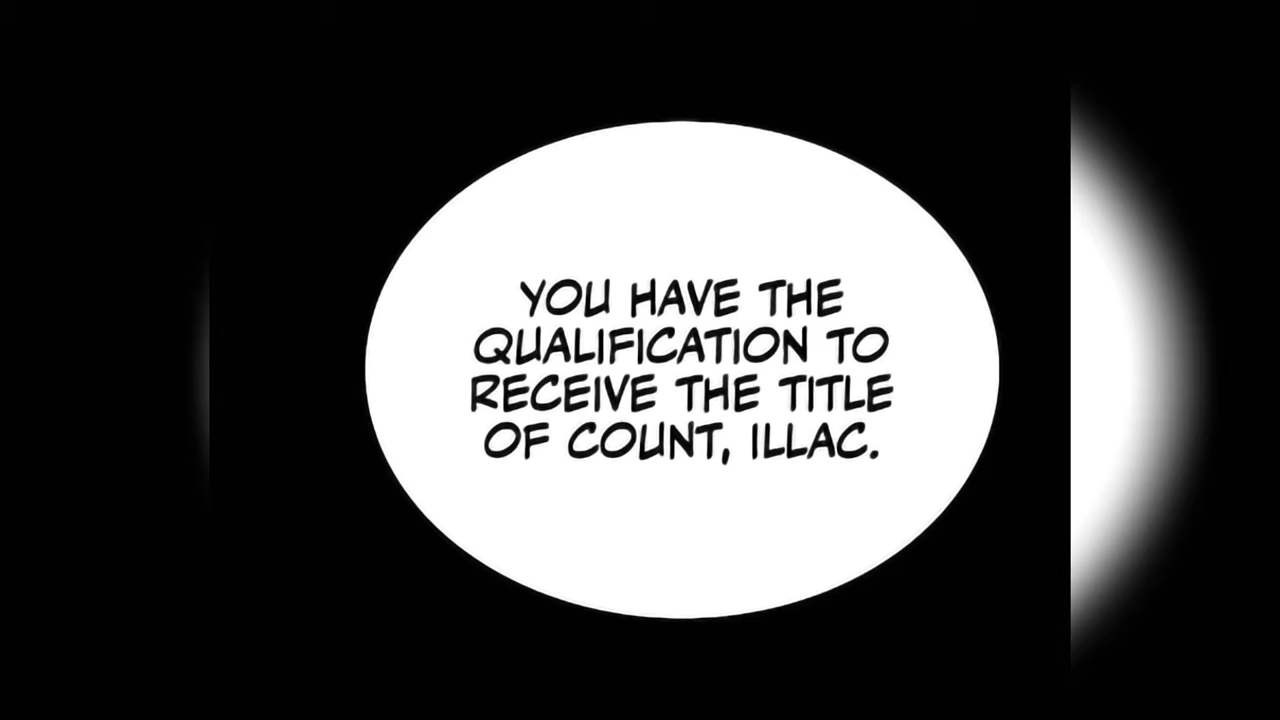 YOU HAVE THE
QUALIFICATION TO
RECEIVE THE TITLE
OF COUNT, ILLAC.